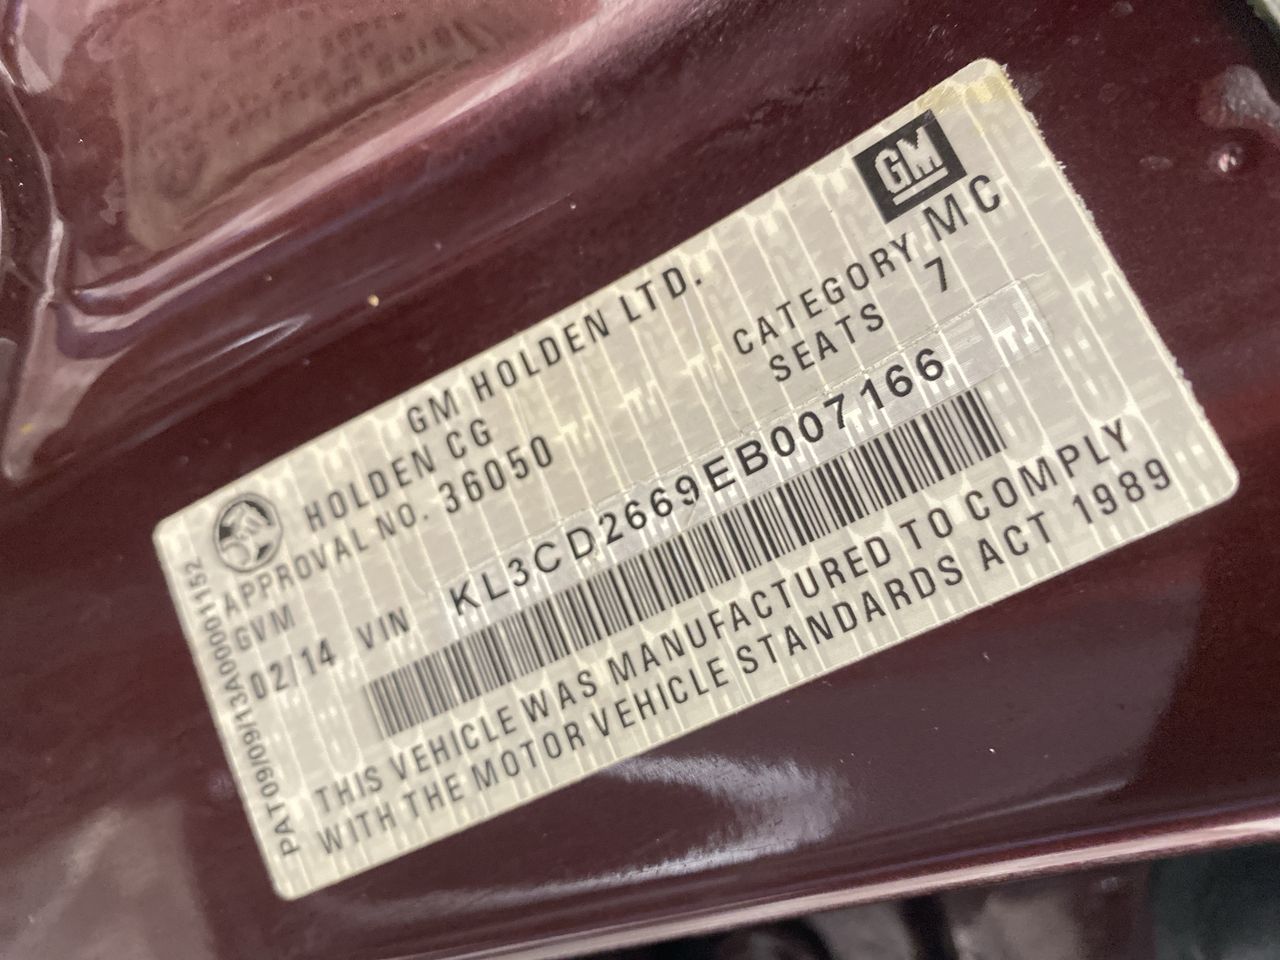 GM
GM HOLDEN LTD.
HOLDEN CG
CATEGORY MC
APPROVAL NO. 36050
SEATS 7
GVM
02/14 VIN KL3CD2669EB007166
THIS VEHICLE WAS MANUFACTURED TO COMPLY
WITH THE MOTOR VEHICLE STANDARDS ACT 1989
PAT09/09/13A00001152